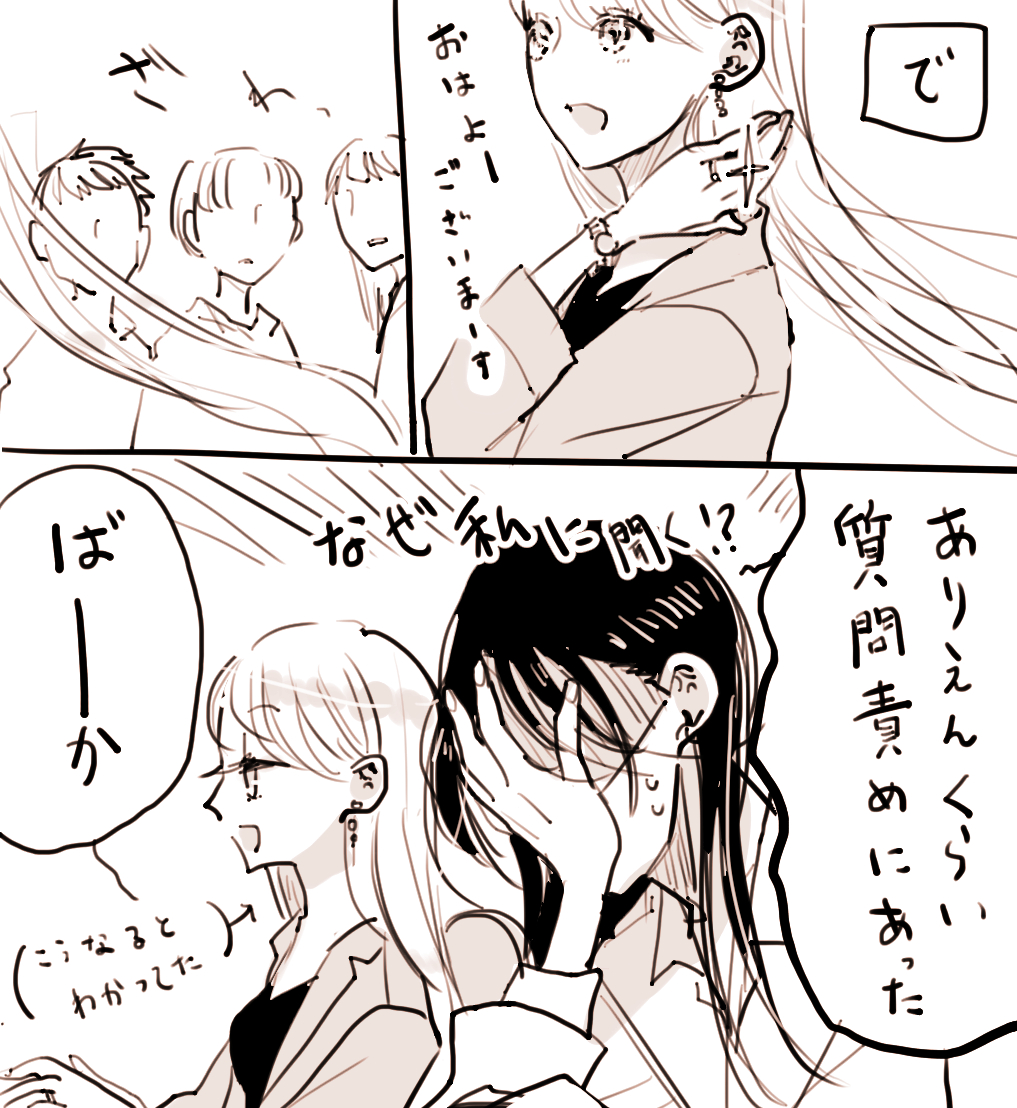 で
おはよーございまーす
ざわ
ありえんくらい
質問責めにあった
なぜ私に聞く!?
ばーか
(こうなると
わかってた)